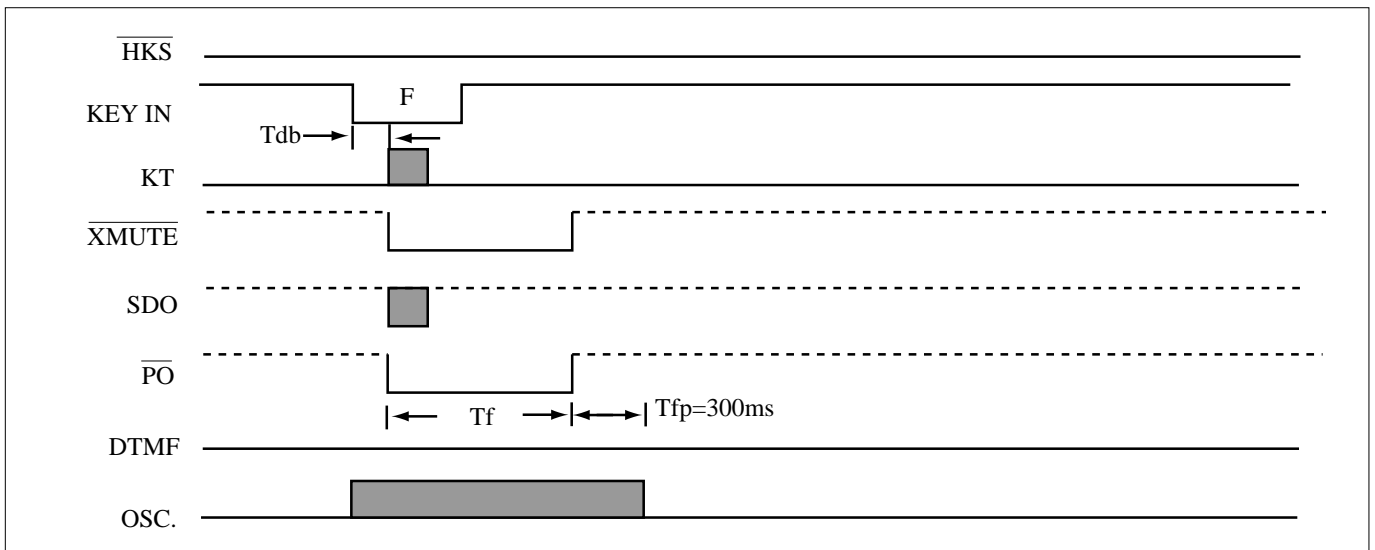 HKS
KEY IN
F
Tdb
KT
XMUTE
SDO
PO
Tf
Tfp=300ms
DTMF
OSC.